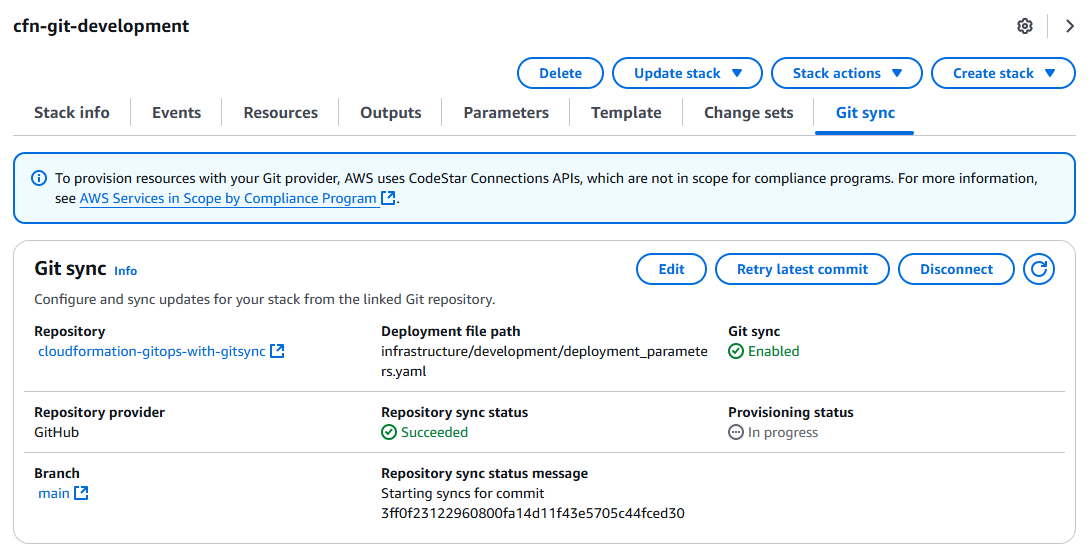 cfn-git-development
Delete
Update stack
Stack actions
Create stack
Stack info
Events
Resources
Outputs
Parameters
Template
Change sets
Git sync
To provision resources with your Git provider, AWS uses CodeStar Connections APIs, which are not in scope for compliance programs. For more information,
see AWS Services in Scope by Compliance Program.
Git sync Info
Edit
Retry latest commit
Disconnect
Configure and sync updates for your stack from the linked Git repository.
Repository
cloudformation-gitops-with-gitsync
Deployment file path
infrastructure/development/deployment_paramete
rs.yaml
Git sync
Enabled
Repository provider
GitHub
Repository sync status
Succeeded
Provisioning status
In progress
Branch
main
Repository sync status message
Starting syncs for commit
3ff0f23122960800fa14d11f43e5705c44fced30